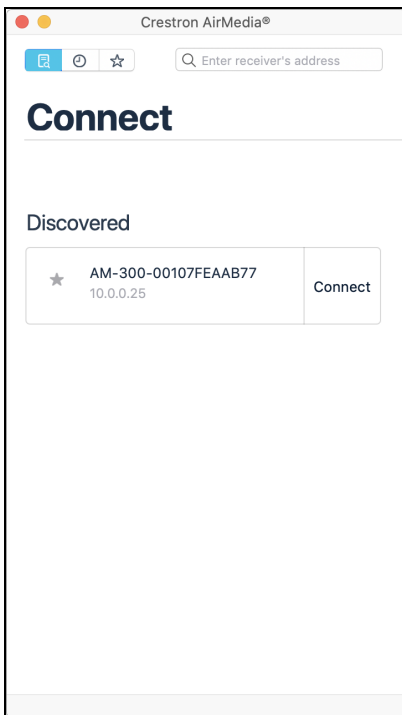 Crestron AirMedia®
Enter receiver's address
Connect
Discovered
AM-300-00107FEAAB77
10.0.0.25
Connect